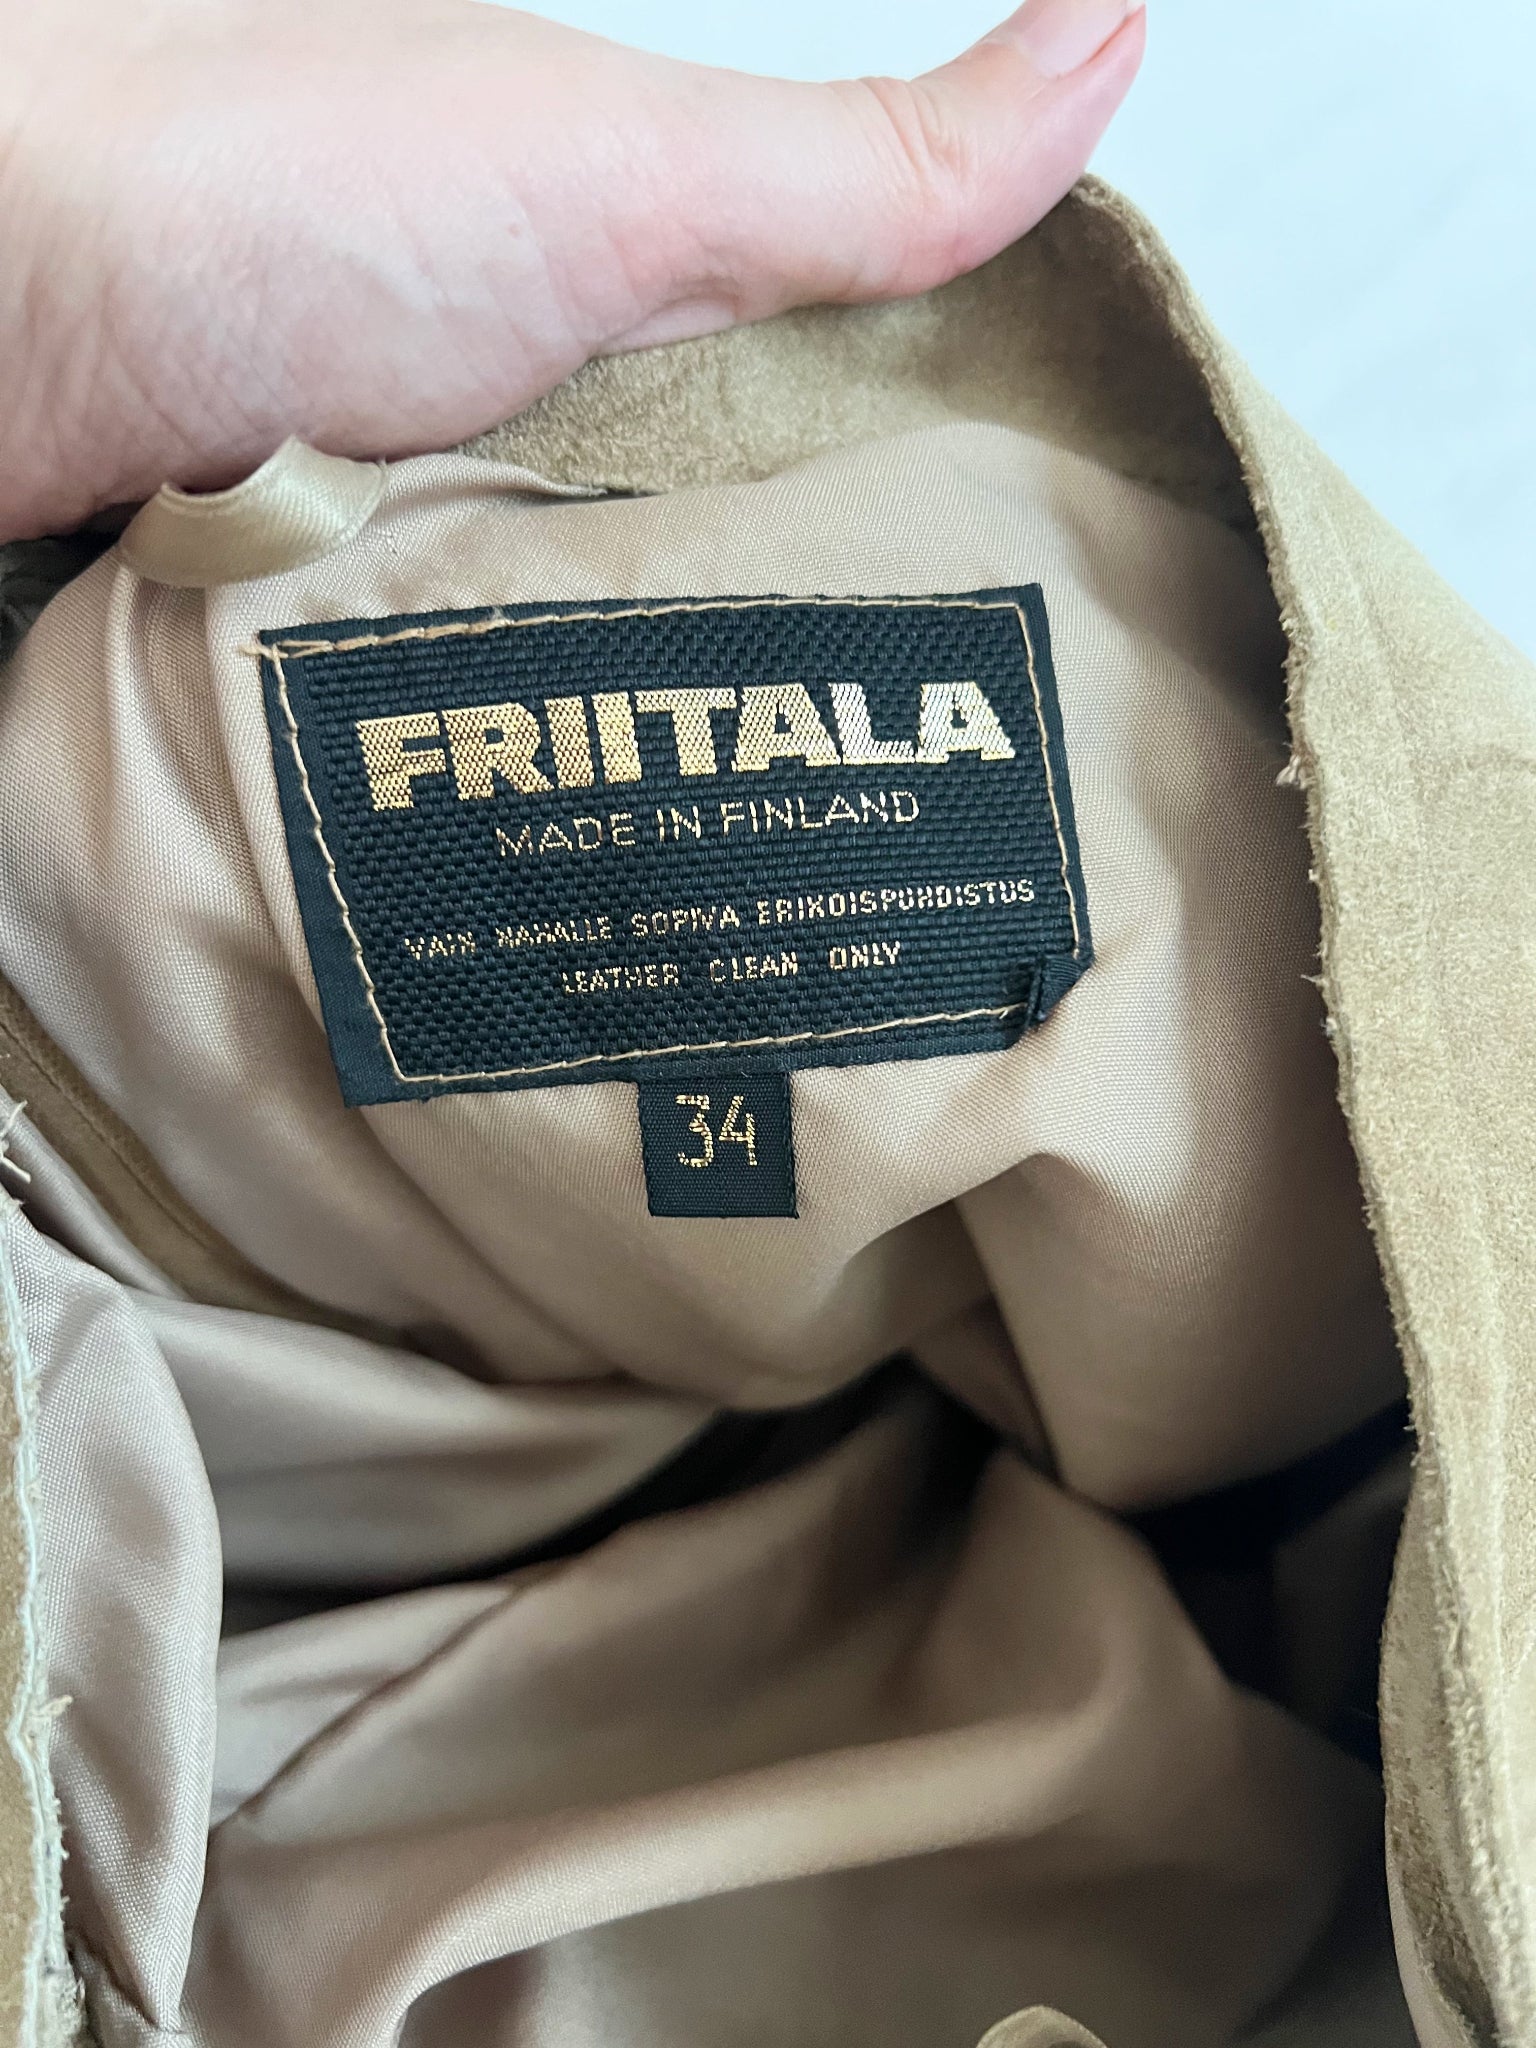 FRIITALA
MADE IN FINLAND
VAIN NAHALLE SOPIVA ERIKOISPUHDISTUS
LEATHER CLEAN ONLY
34